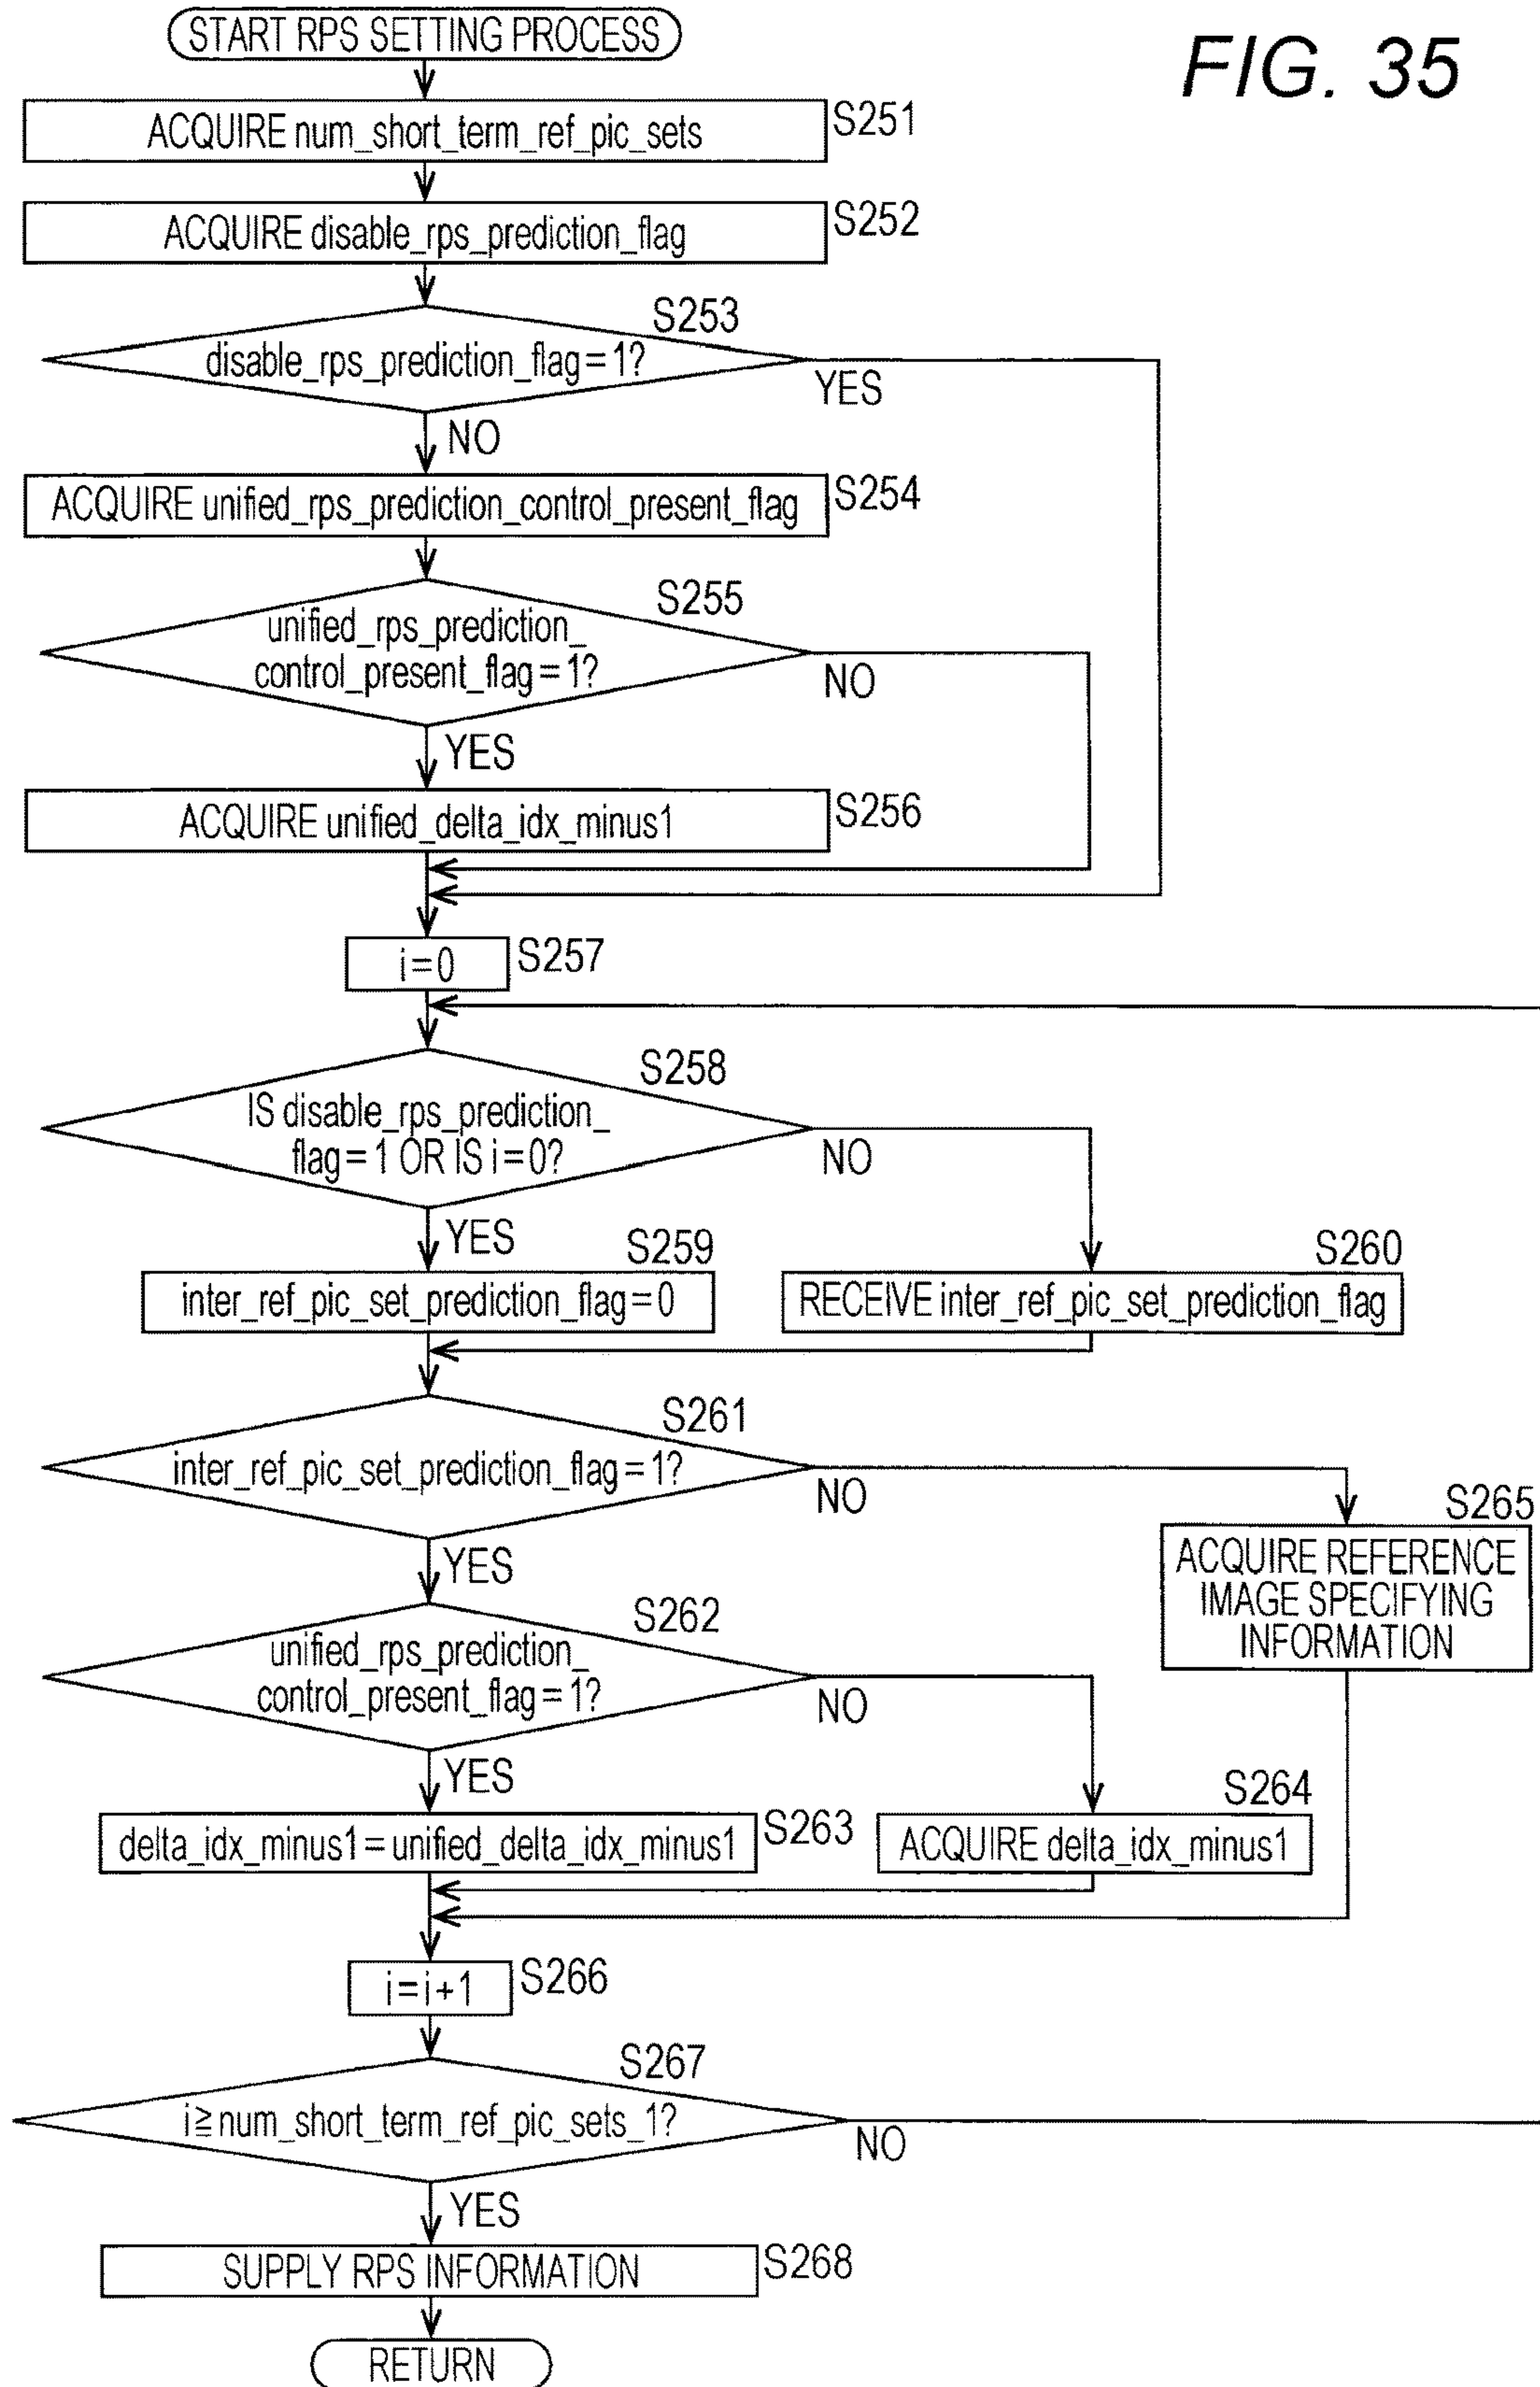 START RPS SETTING PROCESS
FIG. 35
ACQUIRE num_short_term_ref_pic_sets
S251
ACQUIRE disable_rps_prediction_flag
S252
S253
disable_rps_prediction_flag=1?
YES
NO
ACQUIRE unified_rps_prediction_control_present_flag
S254
S255
unified_rps_prediction_
control_present_flag=1?
NO
YES
ACQUIRE unified_delta_idx_minus1
S256
i=0
S257
S258
IS disable_rps_prediction_
flag=1 OR IS i=0?
NO
YES
S259
S260
inter_ref_pic_set_prediction_flag=0
RECEIVE inter_ref_pic_set_prediction_flag
S261
inter_ref_pic_set_prediction_flag=1?
NO
S265
YES
ACQUIRE REFERENCE
IMAGE SPECIFYING
INFORMATION
S262
unified_rps_prediction_
control_present_flag=1?
NO
YES
S264
delta_idx_minus1=unified_delta_idx_minus1
S263
ACQUIRE delta_idx_minus1
i=i+1
S266
S267
i≧num_short_term_ref_pic_sets_1?
NO
YES
SUPPLY RPS INFORMATION
S268
RETURN